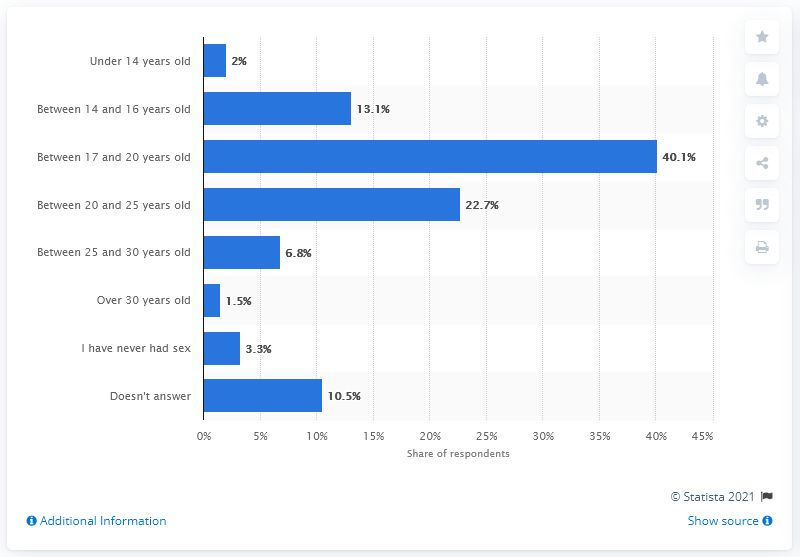 Under 14 years old 2%
Between 14 and 16 years old 13.1%
Between 17 and 20 years old 40.1%
Between 20 and 25 years old 22.7%
Between 25 and 30 years old 6.8%
Over 30 years old 1.5%
I have never had sex 3.3%
Doesn't answer 10.5%
0% 5% 10% 15% 20% 25% 30% 35% 40% 45%
Share of respondents
© Statista 2021
Additional Information Show source